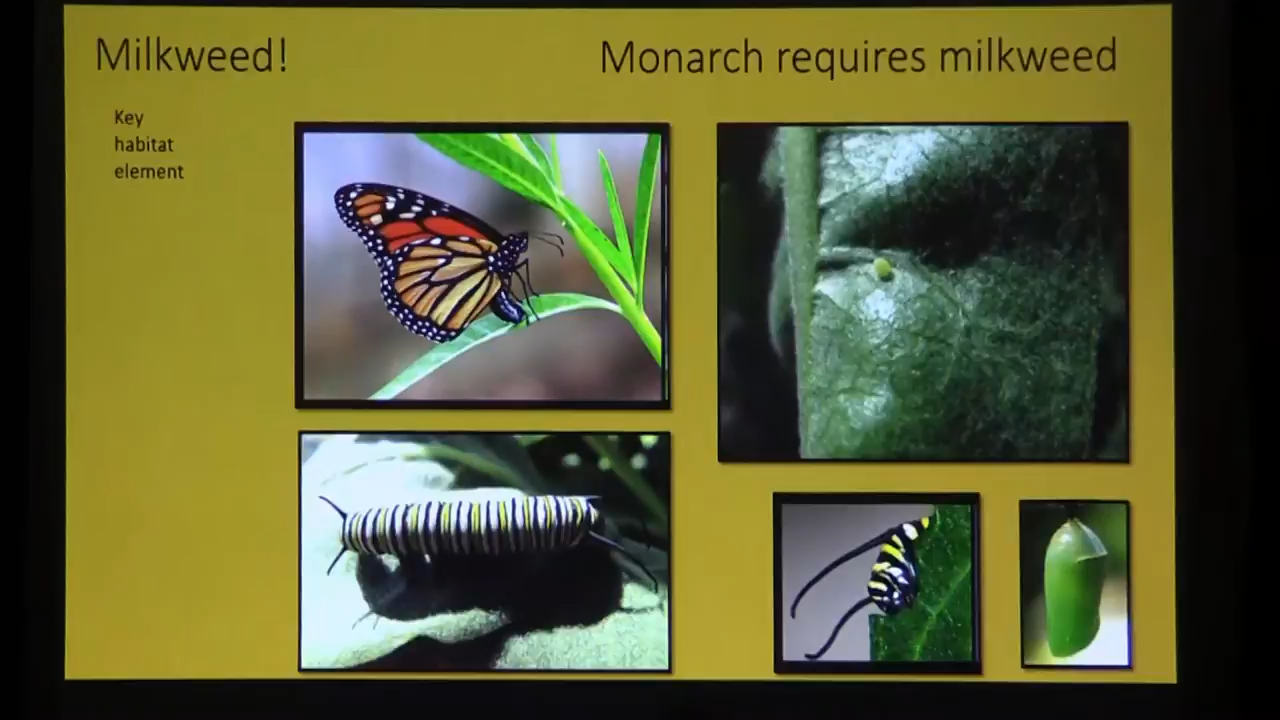 Milkweed!
Monarch requires milkweed
Key
habitat
element